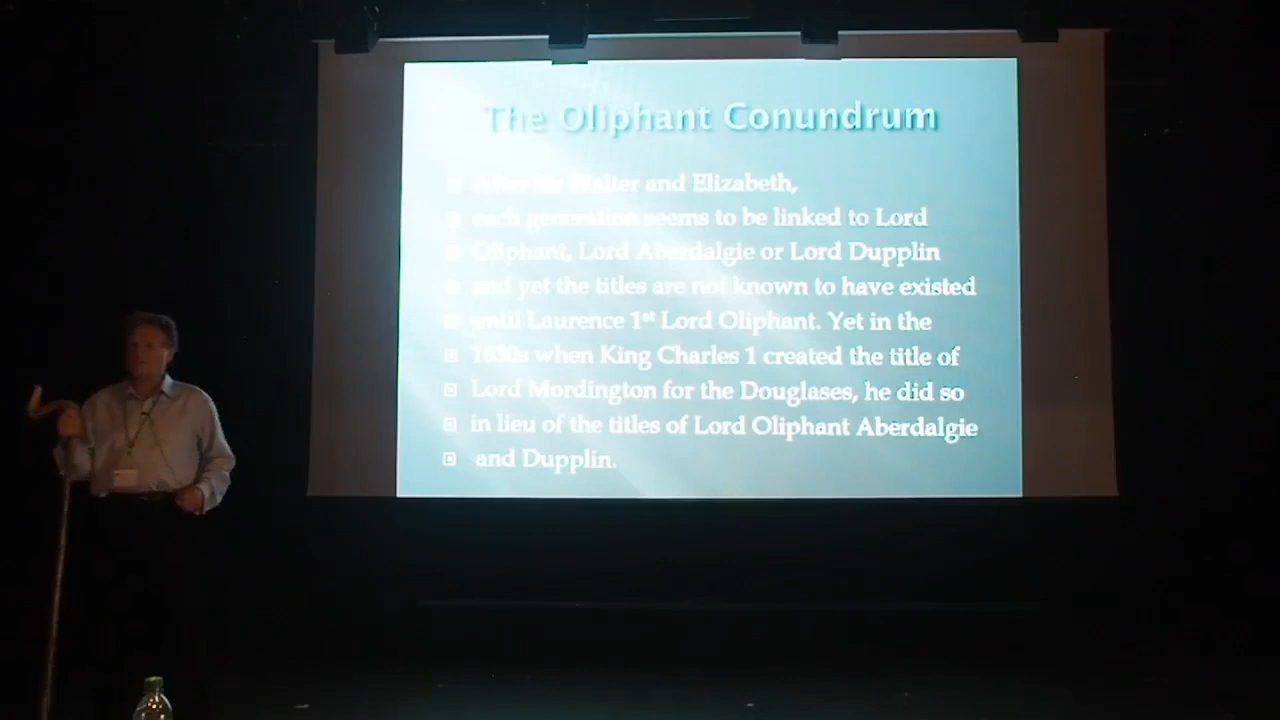 The Oliphant Conundrum
After Sir Walter and Elizabeth,
each generation seems to be linked to Lord
Oliphant, Lord Aberdalgie or Lord Dupplin
and yet the titles are not known to have existed
until Laurence 1st Lord Oliphant. Yet in the
1630s when King Charles 1 created the title of
Lord Mordington for the Douglases, he did so
in lieu of the titles of Lord Oliphant Aberdalgie
and Dupplin.